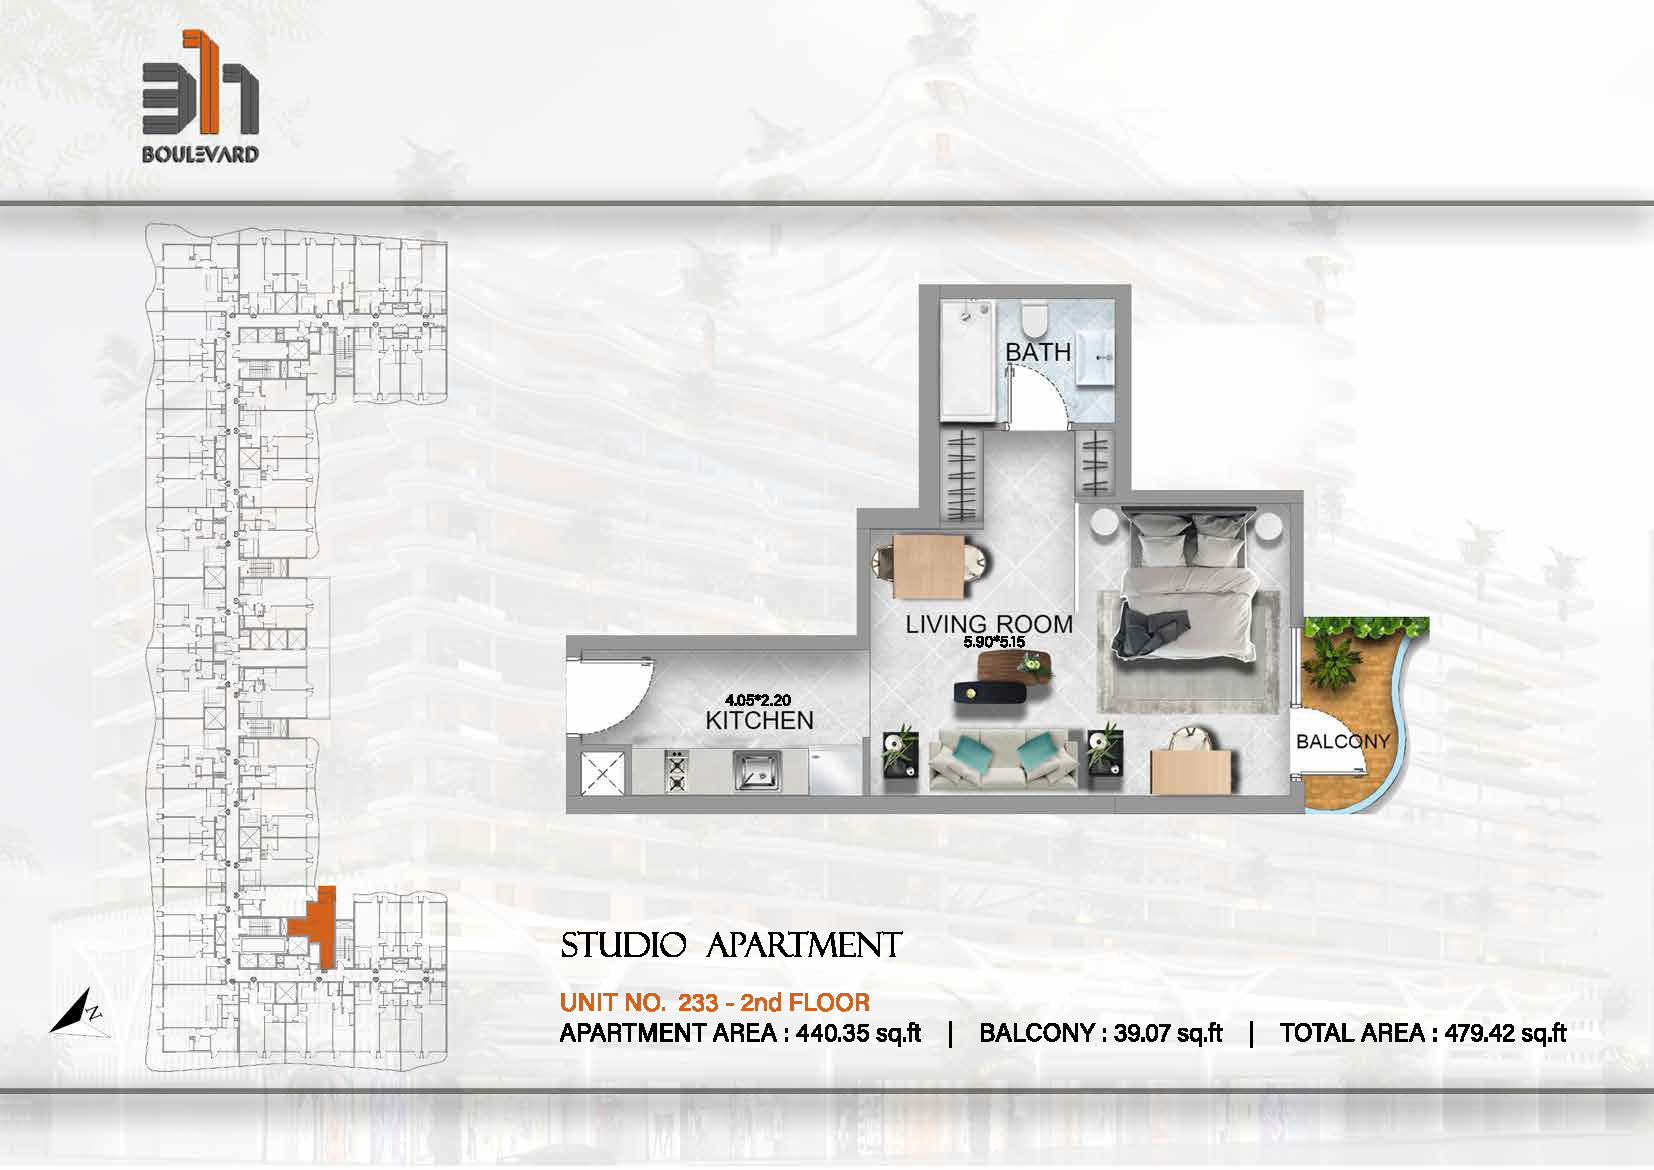 311
BOULEVARD
BATH
LIVING ROOM
5.90*5.15
4.05*2.20
KITCHEN
BALCONY
Z
STUDIO APARTMENT
UNIT NO. 233 - 2nd FLOOR
APARTMENT AREA : 440.35 sq.ft | BALCONY : 39.07 sq.ft | TOTAL AREA : 479.42 sq.ft